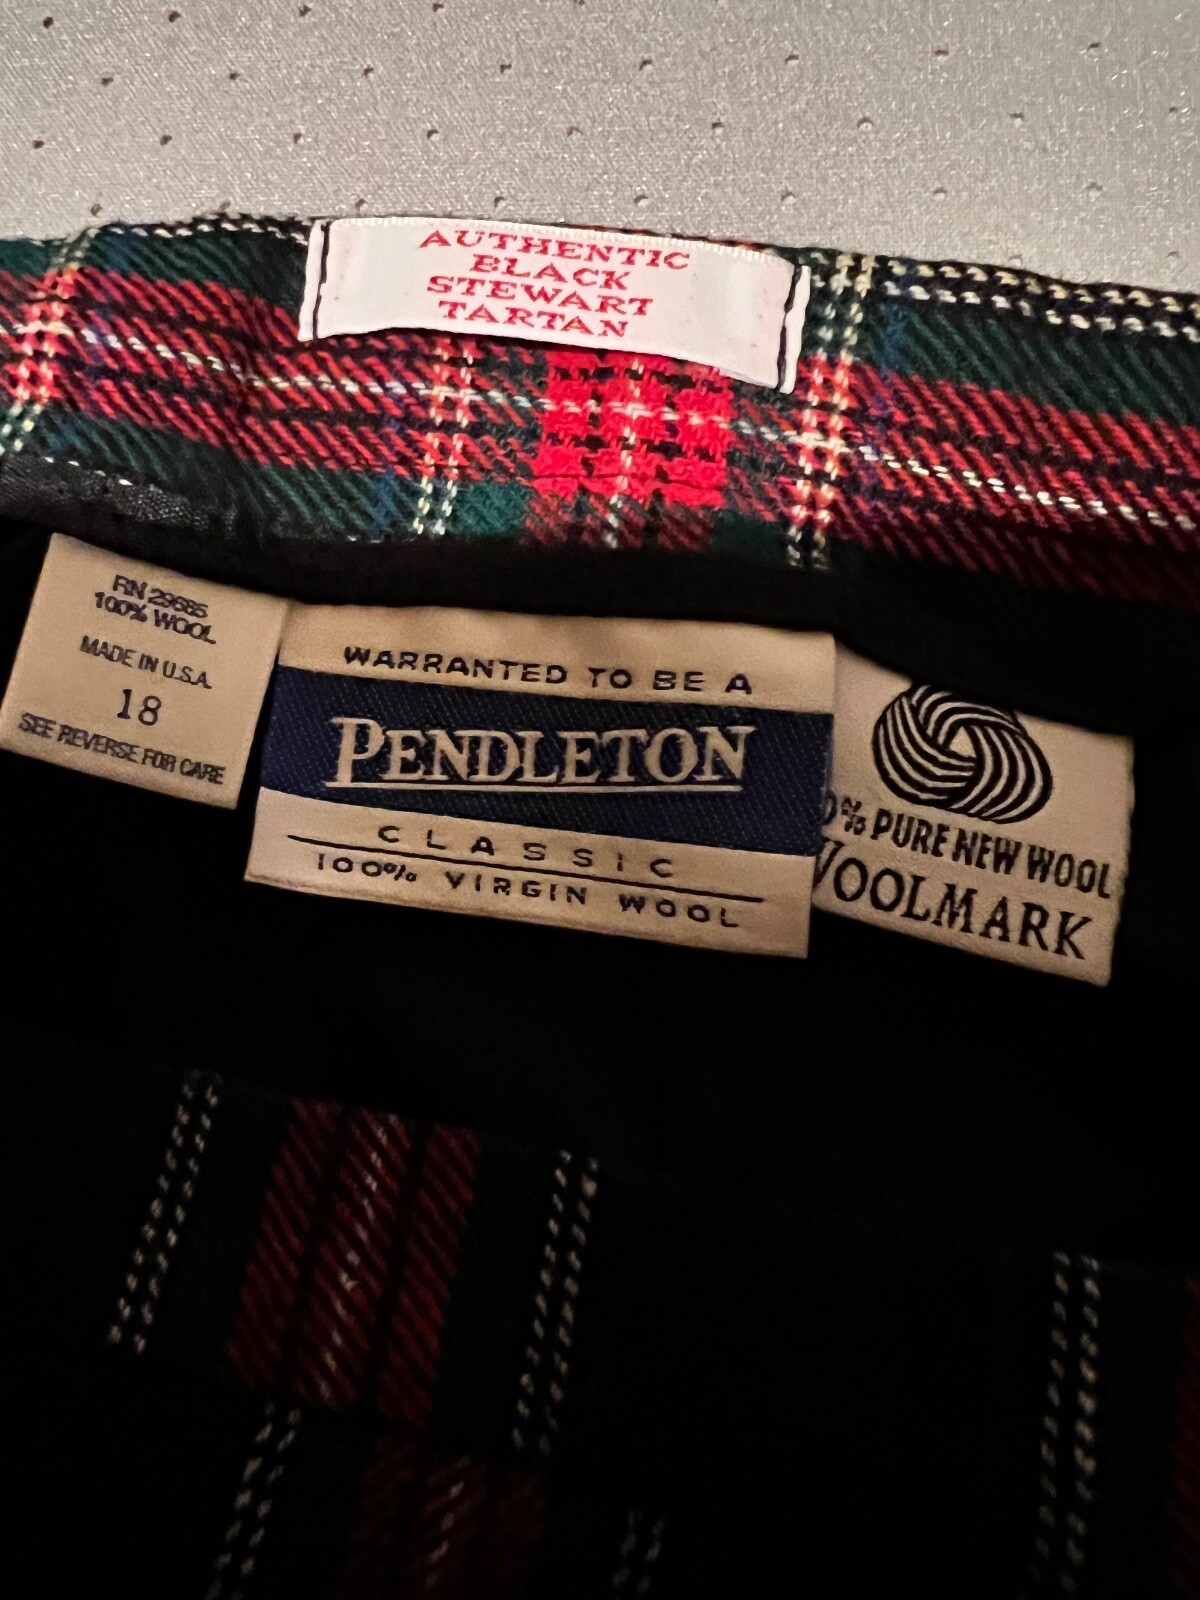 AUTHENTIC
BLACK
STEWART
TARTAN
RN 29685
100% WOOL
MADE IN U.S.A.
18
SEE REVERSE FOR CARE
WARRANTED TO BE A
PENDLETON
CLASSIC
100% VIRGIN WOOL
% PURE NEW WOOL
WOOLMARK